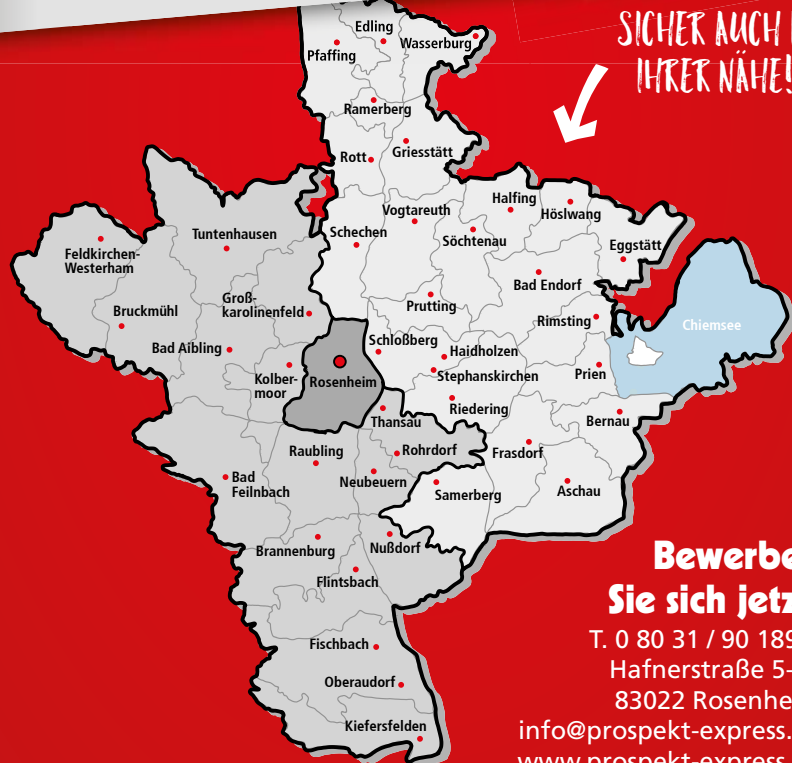 SICHER AUCH
IHRER NÄHE!
Edling
Wasserburg
Pfaffing
Ramerberg
Rott
Griesstätt
Vogtareuth
Halfing
Höslwang
Schechen
Söchtenau
Eggstätt
Tuntenhausen
Feldkirchen-
Westerham
Bad Endorf
Groß-
karolinenfeld
Prutting
Bruckmühl
Rimsting
Chiemsee
Schloßberg
Bad Aibling
Haidholzen
Kolber-
moor
Rosenheim
Stephanskirchen
Prien
Riedering
Thansau
Bernau
Raubling
Rohrdorf
Frasdorf
Bad
Feilnbach
Neubeuern
Samerberg
Aschau
Brannenburg
Nußdorf
Flintsbach
Fischbach
Oberaudorf
Kiefersfelden
Bewerbe
Sie sich jetz
T. 0 80 31 / 90 189
Hafnerstraße 5-
83022 Rosenhe
info@prospekt-express.
www.prospekt-express.